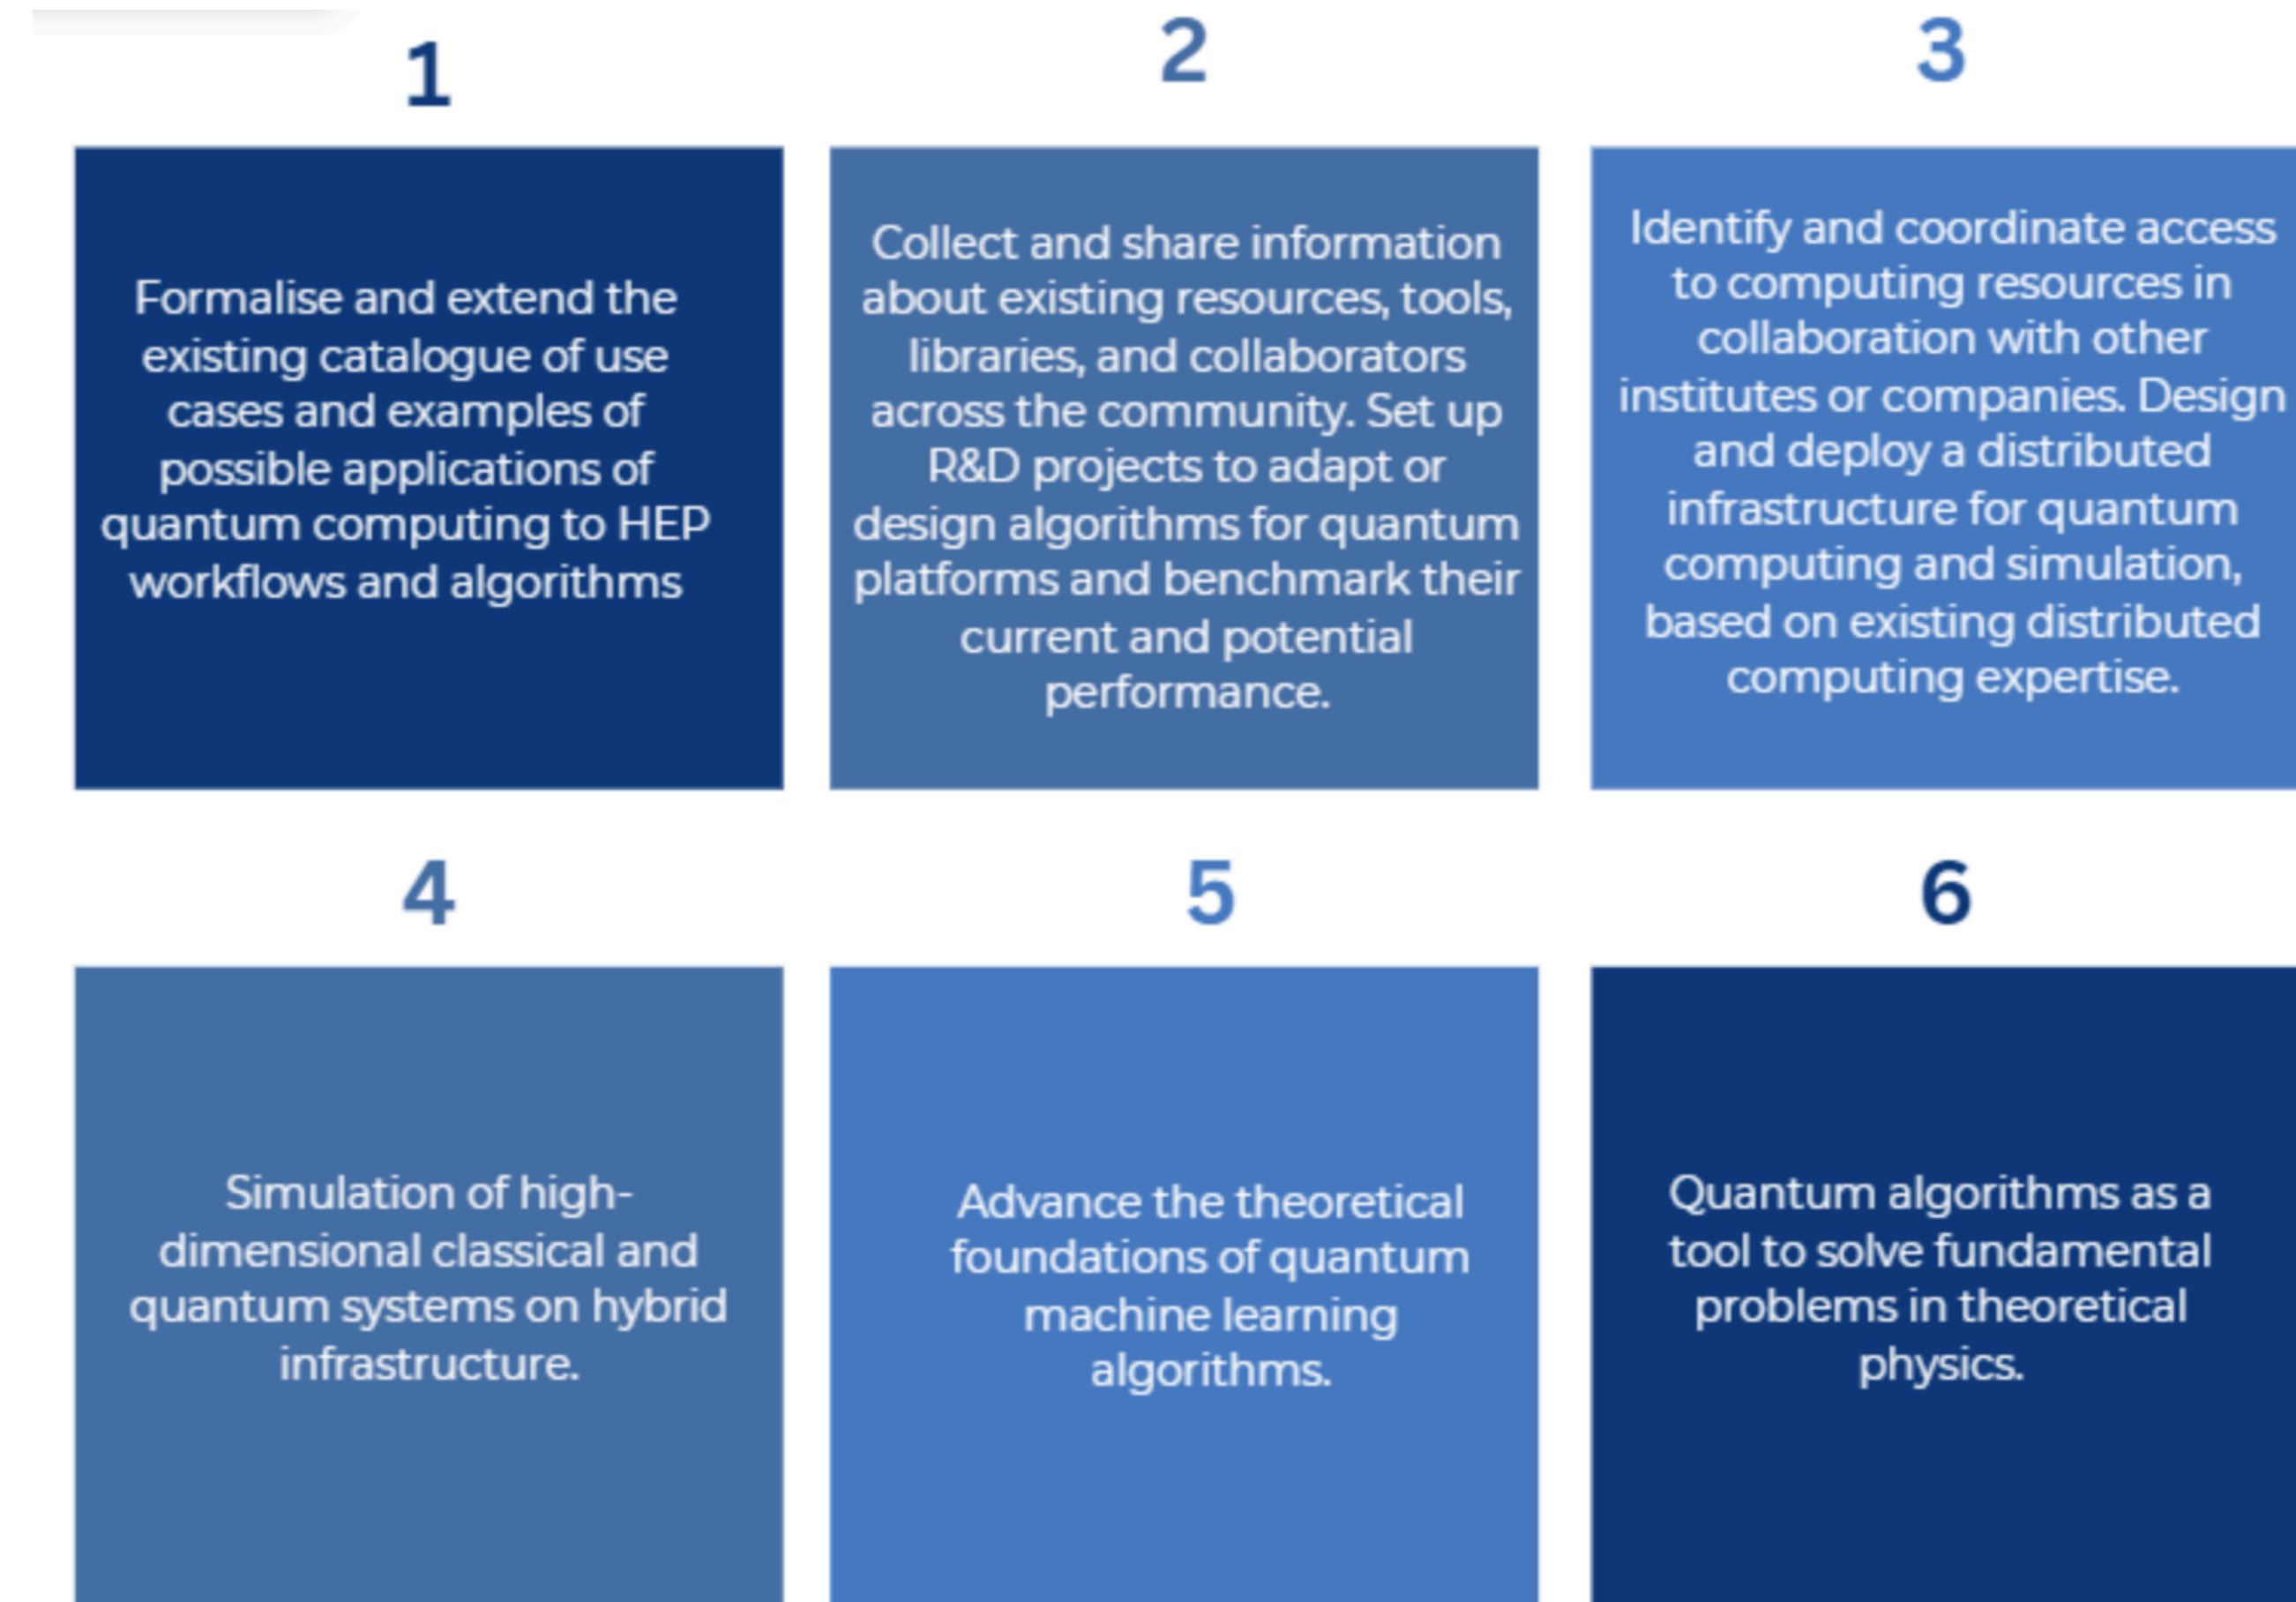 1
Formalise and extend the
existing catalogue of use
cases and examples of
possible applications of
quantum computing to HEP
workflows and algorithms
2
Collect and share information
about existing resources, tools,
libraries, and collaborators
across the community. Set up
R&D projects to adapt or
design algorithms for quantum
platforms and benchmark their
current and potential
performance.
3
Identify and coordinate access
to computing resources in
collaboration with other
institutes or companies. Design
and deploy a distributed
infrastructure for quantum
computing and simulation,
based on existing distributed
computing expertise.
4
Simulation of high-
dimensional classical and
quantum systems on hybrid
infrastructure.
5
Advance the theoretical
foundations of quantum
machine learning
algorithms.
6
Quantum algorithms as a
tool to solve fundamental
problems in theoretical
physics.